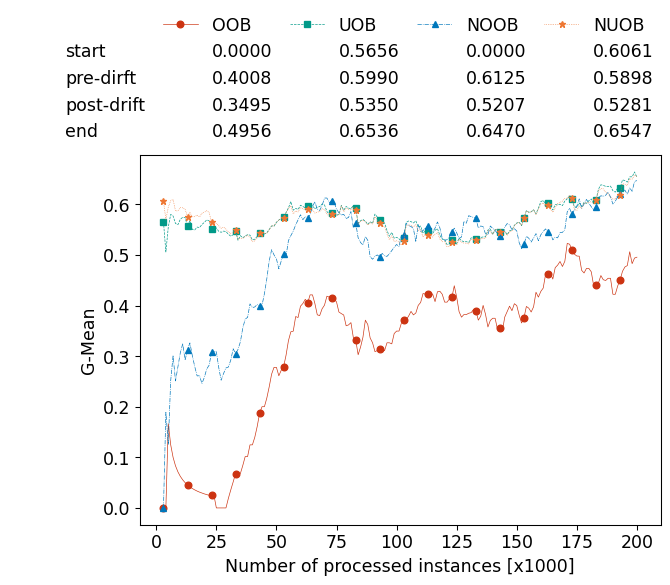 OOB UOB NOOB NUOB
start 0.0000 0.5656 0.0000 0.6061
pre-dirft 0.4008 0.5990 0.6125 0.5898
post-drift 0.3495 0.5350 0.5207 0.5281
end 0.4956 0.6536 0.6470 0.6547
G-Mean
0.6
0.5
0.4
0.3
0.2
0.1
0.0
0 25 50 75 100 125 150 175 200
Number of processed instances [x1000]